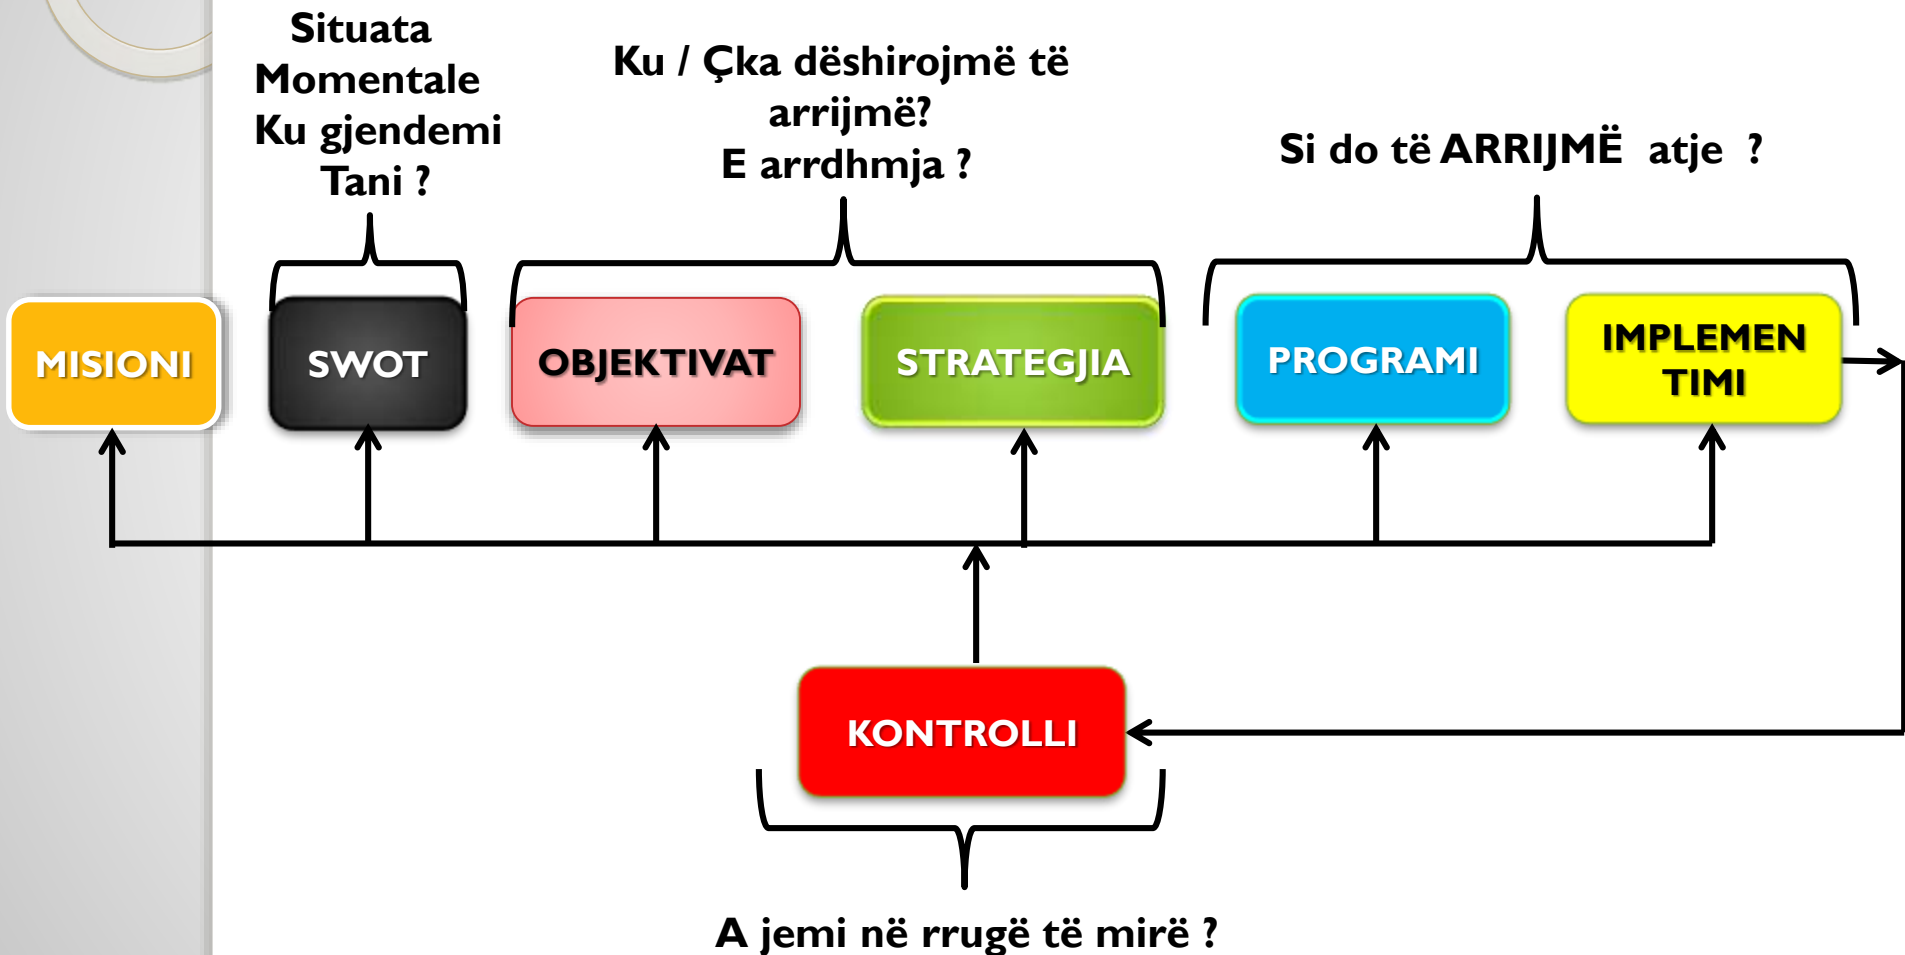 Situata
Momentale
Ku gjendemi
Tani ?
Ku / Çka dëshirojmë të
arrijmë?
E arrdhmja ?
Si do të ARRIJMË atje ?
MISIONI
SWOT
OBJEKTIVAT
STRATEGJIA
PROGRAMI
IMPLEMEN
TIMI
KONTROLLI
A jemi në rrugë të mirë ?